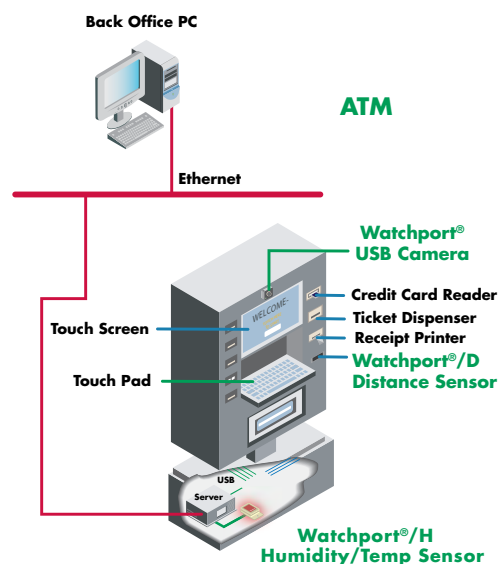 Back Office PC
ATM
Ethernet
Watchport®
USB Camera
WELCOME-
Credit Card Reader
Touch Screen
Ticket Dispenser
Receipt Printer
Touch Pad
Watchport®/D
Distance Sensor
USB
Server
Watchport®/H
Humidity/Temp Sensor